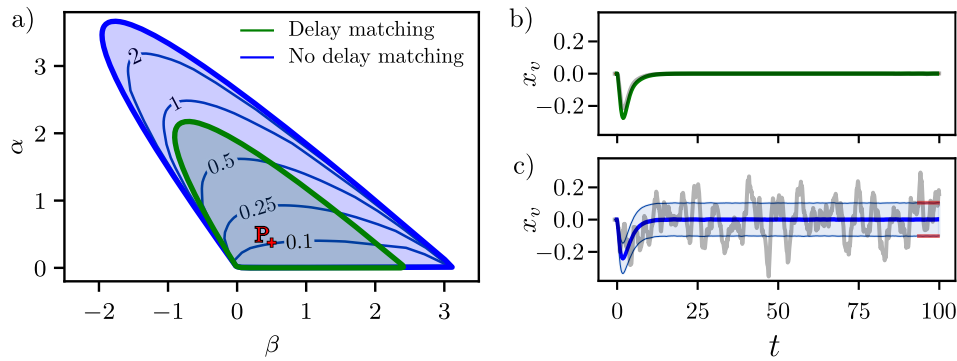 a)
Delay matching
No delay matching
2
1
0.5
0.25
0.1
P
α
3
2
1
0
−2 −1 0 1 2 3
β
b)
x_v
0.2
0.0
−0.2
c)
x_v
0.2
0.0
−0.2
0 25 50 75 100
t